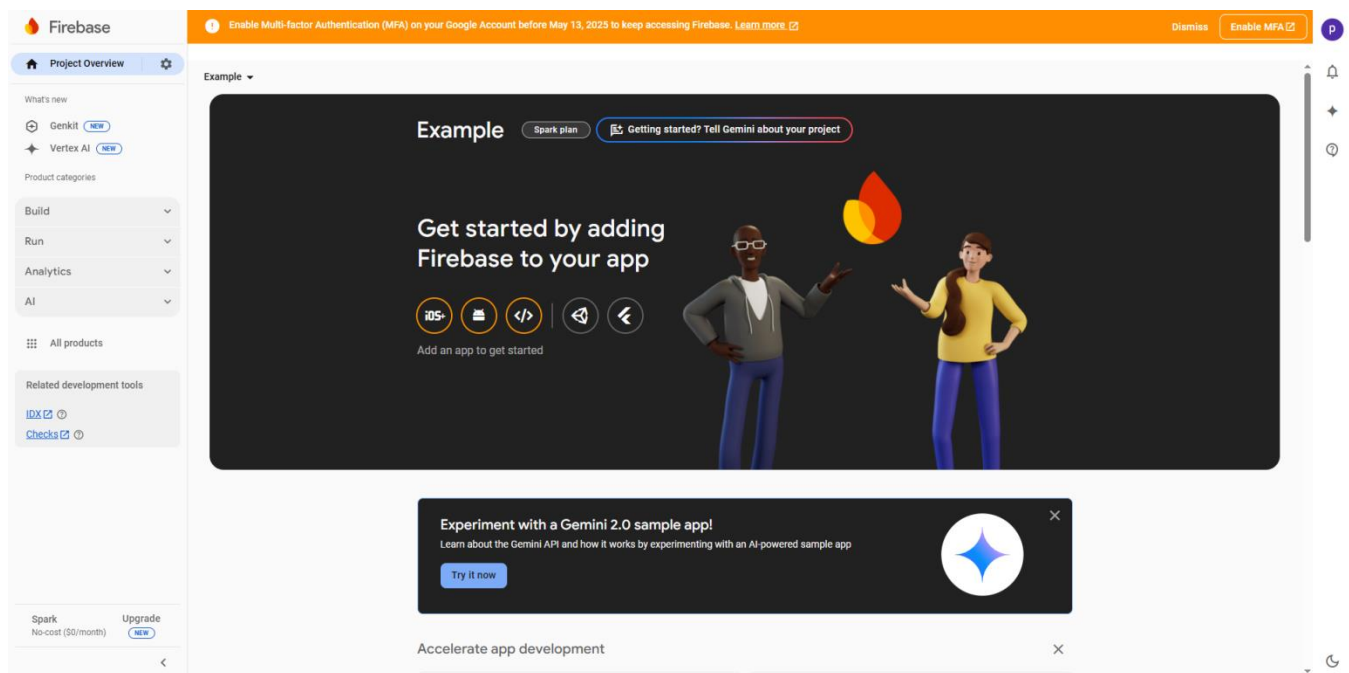 Firebase
Enable Multi-factor Authentication (MFA) on your Google Account before May 13, 2025 to keep accessing Firebase. Learn more
Dismiss
Enable MFA
P
Project Overview
What's new
Genkit NEW
Vertex AI NEW
Product categories
Build
Run
Analytics
AI
All products
Related development tools
IDX
Checks
Spark
No-cost ($0/month)
Upgrade
NEW
Example
Example
Spark plan
Getting started? Tell Gemini about your project
Get started by adding
Firebase to your app
iOS+
Add an app to get started
Experiment with a Gemini 2.0 sample app!
Learn about the Gemini API and how it works by experimenting with an AI-powered sample app
Try it now
Accelerate app development